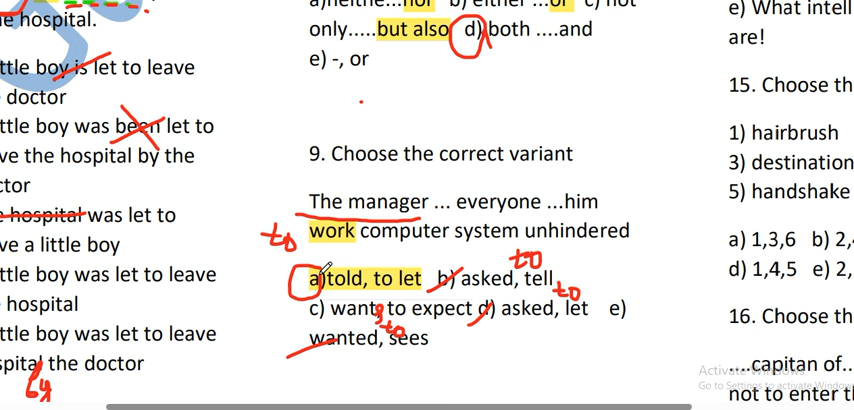 he hospital.
ttle boy is let to leave
doctor
ttle boy was been let to
ve the hospital by the
ctor
hospital was let to
ve a little boy
ttle boy was let to leave
hospital
ttle boy was let to leave
spital the doctor
by
a)neithe...nor b) either ...or c) not
only.....but also d) both ....and
e) -, or
9. Choose the correct variant
The manager ... everyone ...him
to work computer system unhindered
to
a)told, to let b) asked, tell
to
c) want, to expect d) asked, let e)
to
wanted, sees
e) What intell
are!
15. Choose th
1) hairbrush
3) destination
5) handshake
a) 1,3,6 b) 2,
d) 1,4,5 e) 2,
16. Choose th
....capitan of..
not to enter th
Activate Windows
Go to Settings to activate Windows